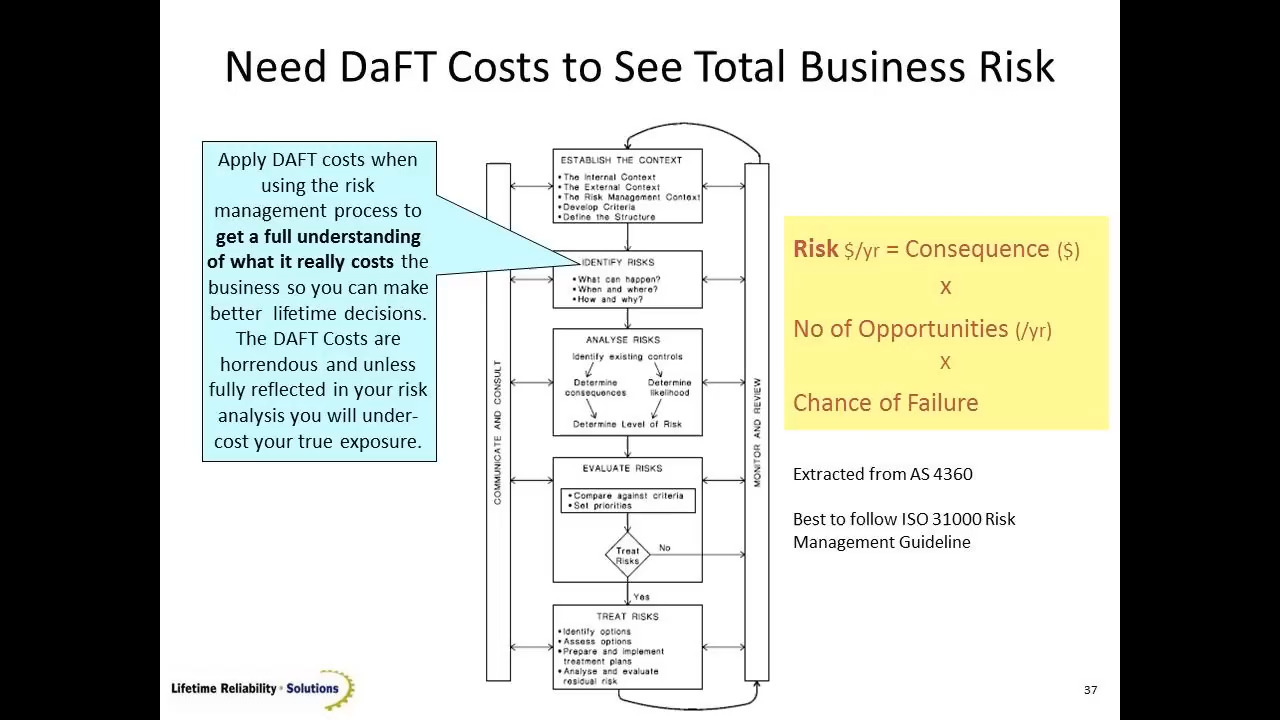 Need DaFT Costs to See Total Business Risk
Apply DAFT costs when
using the risk
management process to
get a full understanding
of what it really costs the
business so you can make
better lifetime decisions.
The DAFT Costs are
horrendous and unless
fully reflected in your risk
analysis you will under-
cost your true exposure.
COMMUNICATE AND CONSULT
ESTABLISH THE CONTEXT
•The Internal Context
•The External Context
•The Risk Management Context
•Develop Criteria
•Define the Structure
IDENTIFY RISKS
•What can happen?
•When and where?
•How and why?
ANALYSE RISKS
Identify existing controls
Determine
consequences
Determine
likelihood
Determine Level of Risk
EVALUATE RISKS
•Compare against criteria
•Set priorities
Treat
Risks
No
Yes
TREAT RISKS
•Identify options
•Assess options
•Prepare and implement
treatment plans
•Analyse and evaluate
residual risk
MONITOR AND REVIEW
Risk $/yr = Consequence ($)
x
No of Opportunities (/yr)
x
Chance of Failure
Extracted from AS 4360
Best to follow ISO 31000 Risk
Management Guideline
Lifetime Reliability • Solutions
37